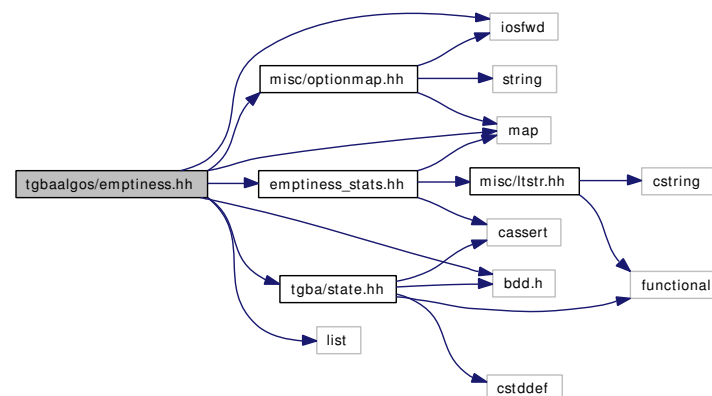 iosfwd
misc/optionmap.hh
string
map
tgbaalgos/emptiness.hh
emptiness_stats.hh
misc/ltstr.hh
cstring
cassert
tgba/state.hh
bdd.h
functional
list
cstddef